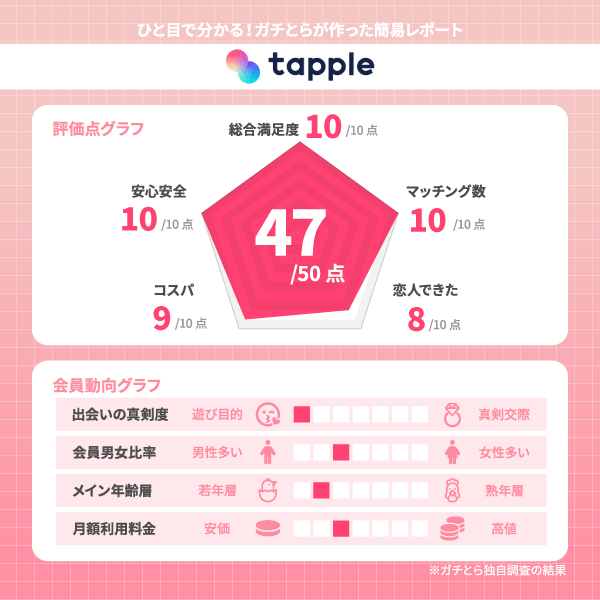 ひと目で分かる！ガチとらが作った簡易レポート
tapple
評価点グラフ
総合満足度 10 /10 点
安心安全
10 /10 点
マッチング数
10 /10 点
47
/50 点
コスパ
9 /10 点
恋人できた
8 /10 点
会員動向グラフ
出会いの真剣度 遊び目的 真剣交際
会員男女比率 男性多い 女性多い
メイン年齢層 若年層 熟年層
月額利用料金 安価 高値
※ガチとら独自調査の結果